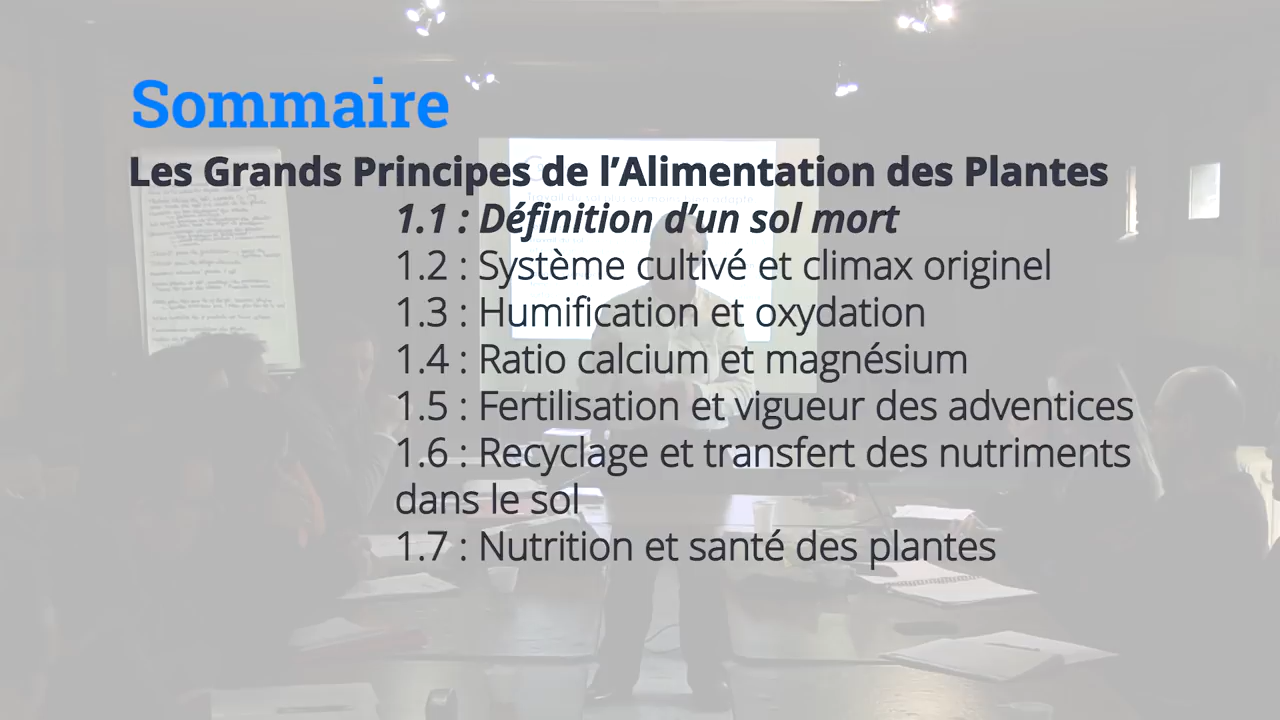 Sommaire
Les Grands Principes de l’Alimentation des Plantes
1.1 : Définition d’un sol mort
1.2 : Système cultivé et climax originel
1.3 : Humification et oxydation
1.4 : Ratio calcium et magnésium
1.5 : Fertilisation et vigueur des adventices
1.6 : Recyclage et transfert des nutriments
dans le sol
1.7 : Nutrition et santé des plantes